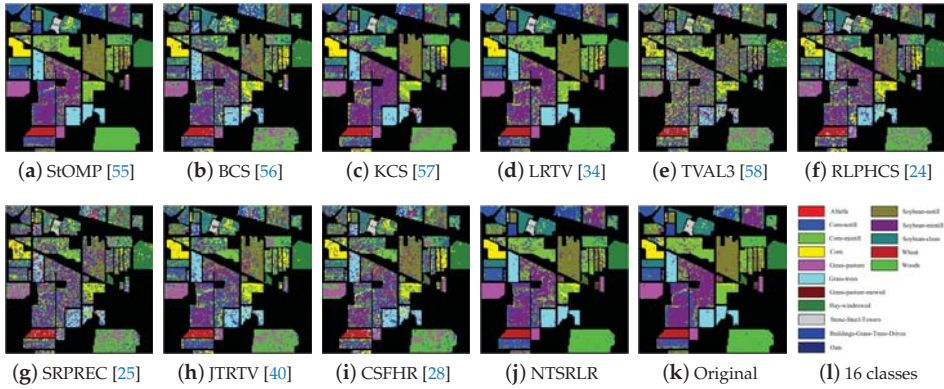 (a) StOMP [55]
(b) BCS [56]
(c) KCS [57]
(d) LRTV [34]
(e) TVAL3 [58]
(f) RLPHCS [24]
Alfalfa
Corn-notill
Corn-mintill
Corn
Grass-pasture
Grass-trees
Grass-pasture-mowed
Hay-windrowed
Stone-Steel-Towers
Buildings-Grass-Trees-Drives
Oats
Soybean-notill
Soybean-mintill
Soybean-clean
Wheat
Woods
(g) SRPREC [25]
(h) JTRTV [40]
(i) CSFHR [28]
(j) NTSRLR
(k) Original
(l) 16 classes